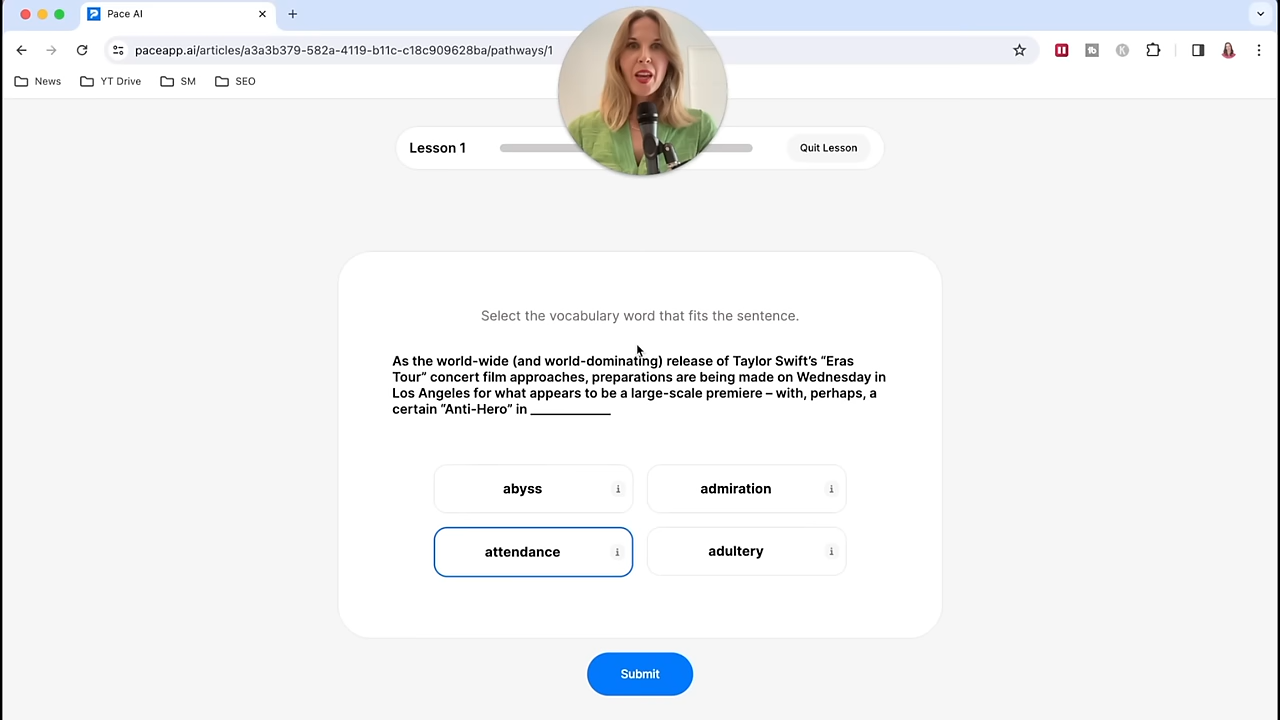 Pace AI
paceapp.ai/articles/a3a3b379-582a-4119-b11c-c18c909628ba/pathways/1
News
YT Drive
SM
SEO
Lesson 1
Quit Lesson
Select the vocabulary word that fits the sentence.
As the world-wide (and world-dominating) release of Taylor Swift’s “Eras
Tour” concert film approaches, preparations are being made on Wednesday in
Los Angeles for what appears to be a large-scale premiere – with, perhaps, a
certain “Anti-Hero” in ____________
abyss i
admiration i
attendance i
adultery i
Submit